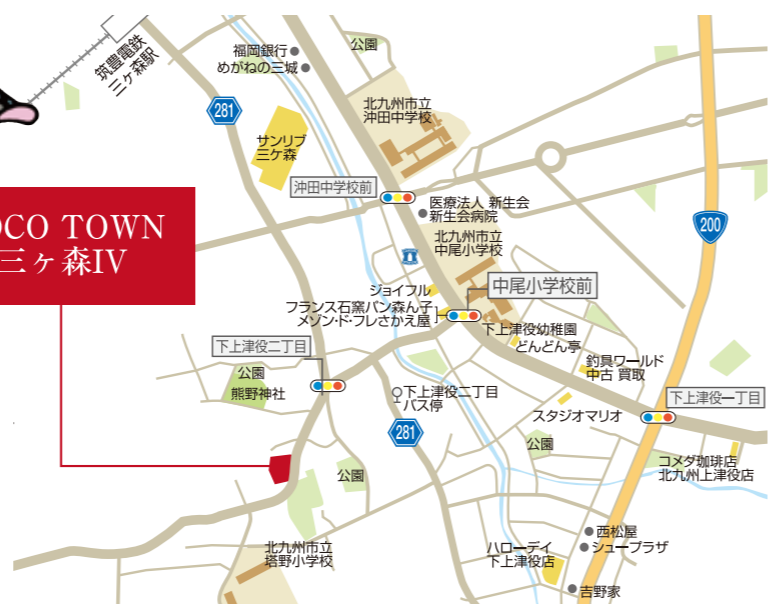 福岡銀行
めがねの三城
公園
筑豊電鉄
三ヶ森駅
281
北九州市立
沖田中学校
サンリブ
三ケ森
沖田中学校前
医療法人 新生会
新生会病院
200
OCO TOWN
三ヶ森IV
北九州市立
中尾小学校
ジョイフル
中尾小学校前
フランス石窯パン森ん子
メゾン・ド・フレさかえ屋
下上津役幼稚園
どんどん亭
下上津役二丁目
釣具ワールド
中古 買取
公園
熊野神社
下上津役二丁目
バス停
下上津役一丁目
スタジオマリオ
281
公園
コメダ珈琲店
北九州上津役店
公園
西松屋
シュープラザ
北九州市立
塔野小学校
ハローデイ
下上津役店
吉野家